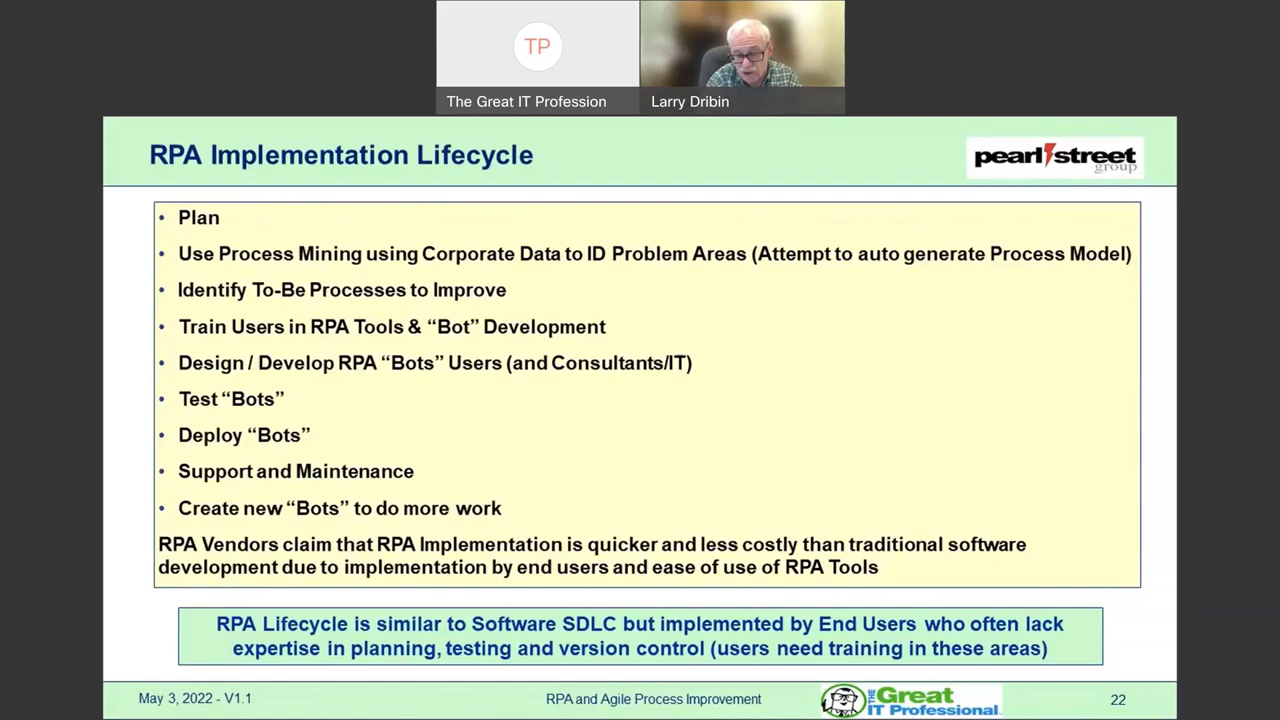 TP
The Great IT Profession
Larry Dribin
RPA Implementation Lifecycle
pearl street
group
• Plan
• Use Process Mining using Corporate Data to ID Problem Areas (Attempt to auto generate Process Model)
• Identify To-Be Processes to Improve
• Train Users in RPA Tools & “Bot” Development
• Design / Develop RPA “Bots” Users (and Consultants/IT)
• Test “Bots”
• Deploy “Bots”
• Support and Maintenance
• Create new “Bots” to do more work
RPA Vendors claim that RPA Implementation is quicker and less costly than traditional software
development due to implementation by end users and ease of use of RPA Tools
RPA Lifecycle is similar to Software SDLC but implemented by End Users who often lack
expertise in planning, testing and version control (users need training in these areas)
May 3, 2022 - V1.1
RPA and Agile Process Improvement
THE Great
IT Professional
22